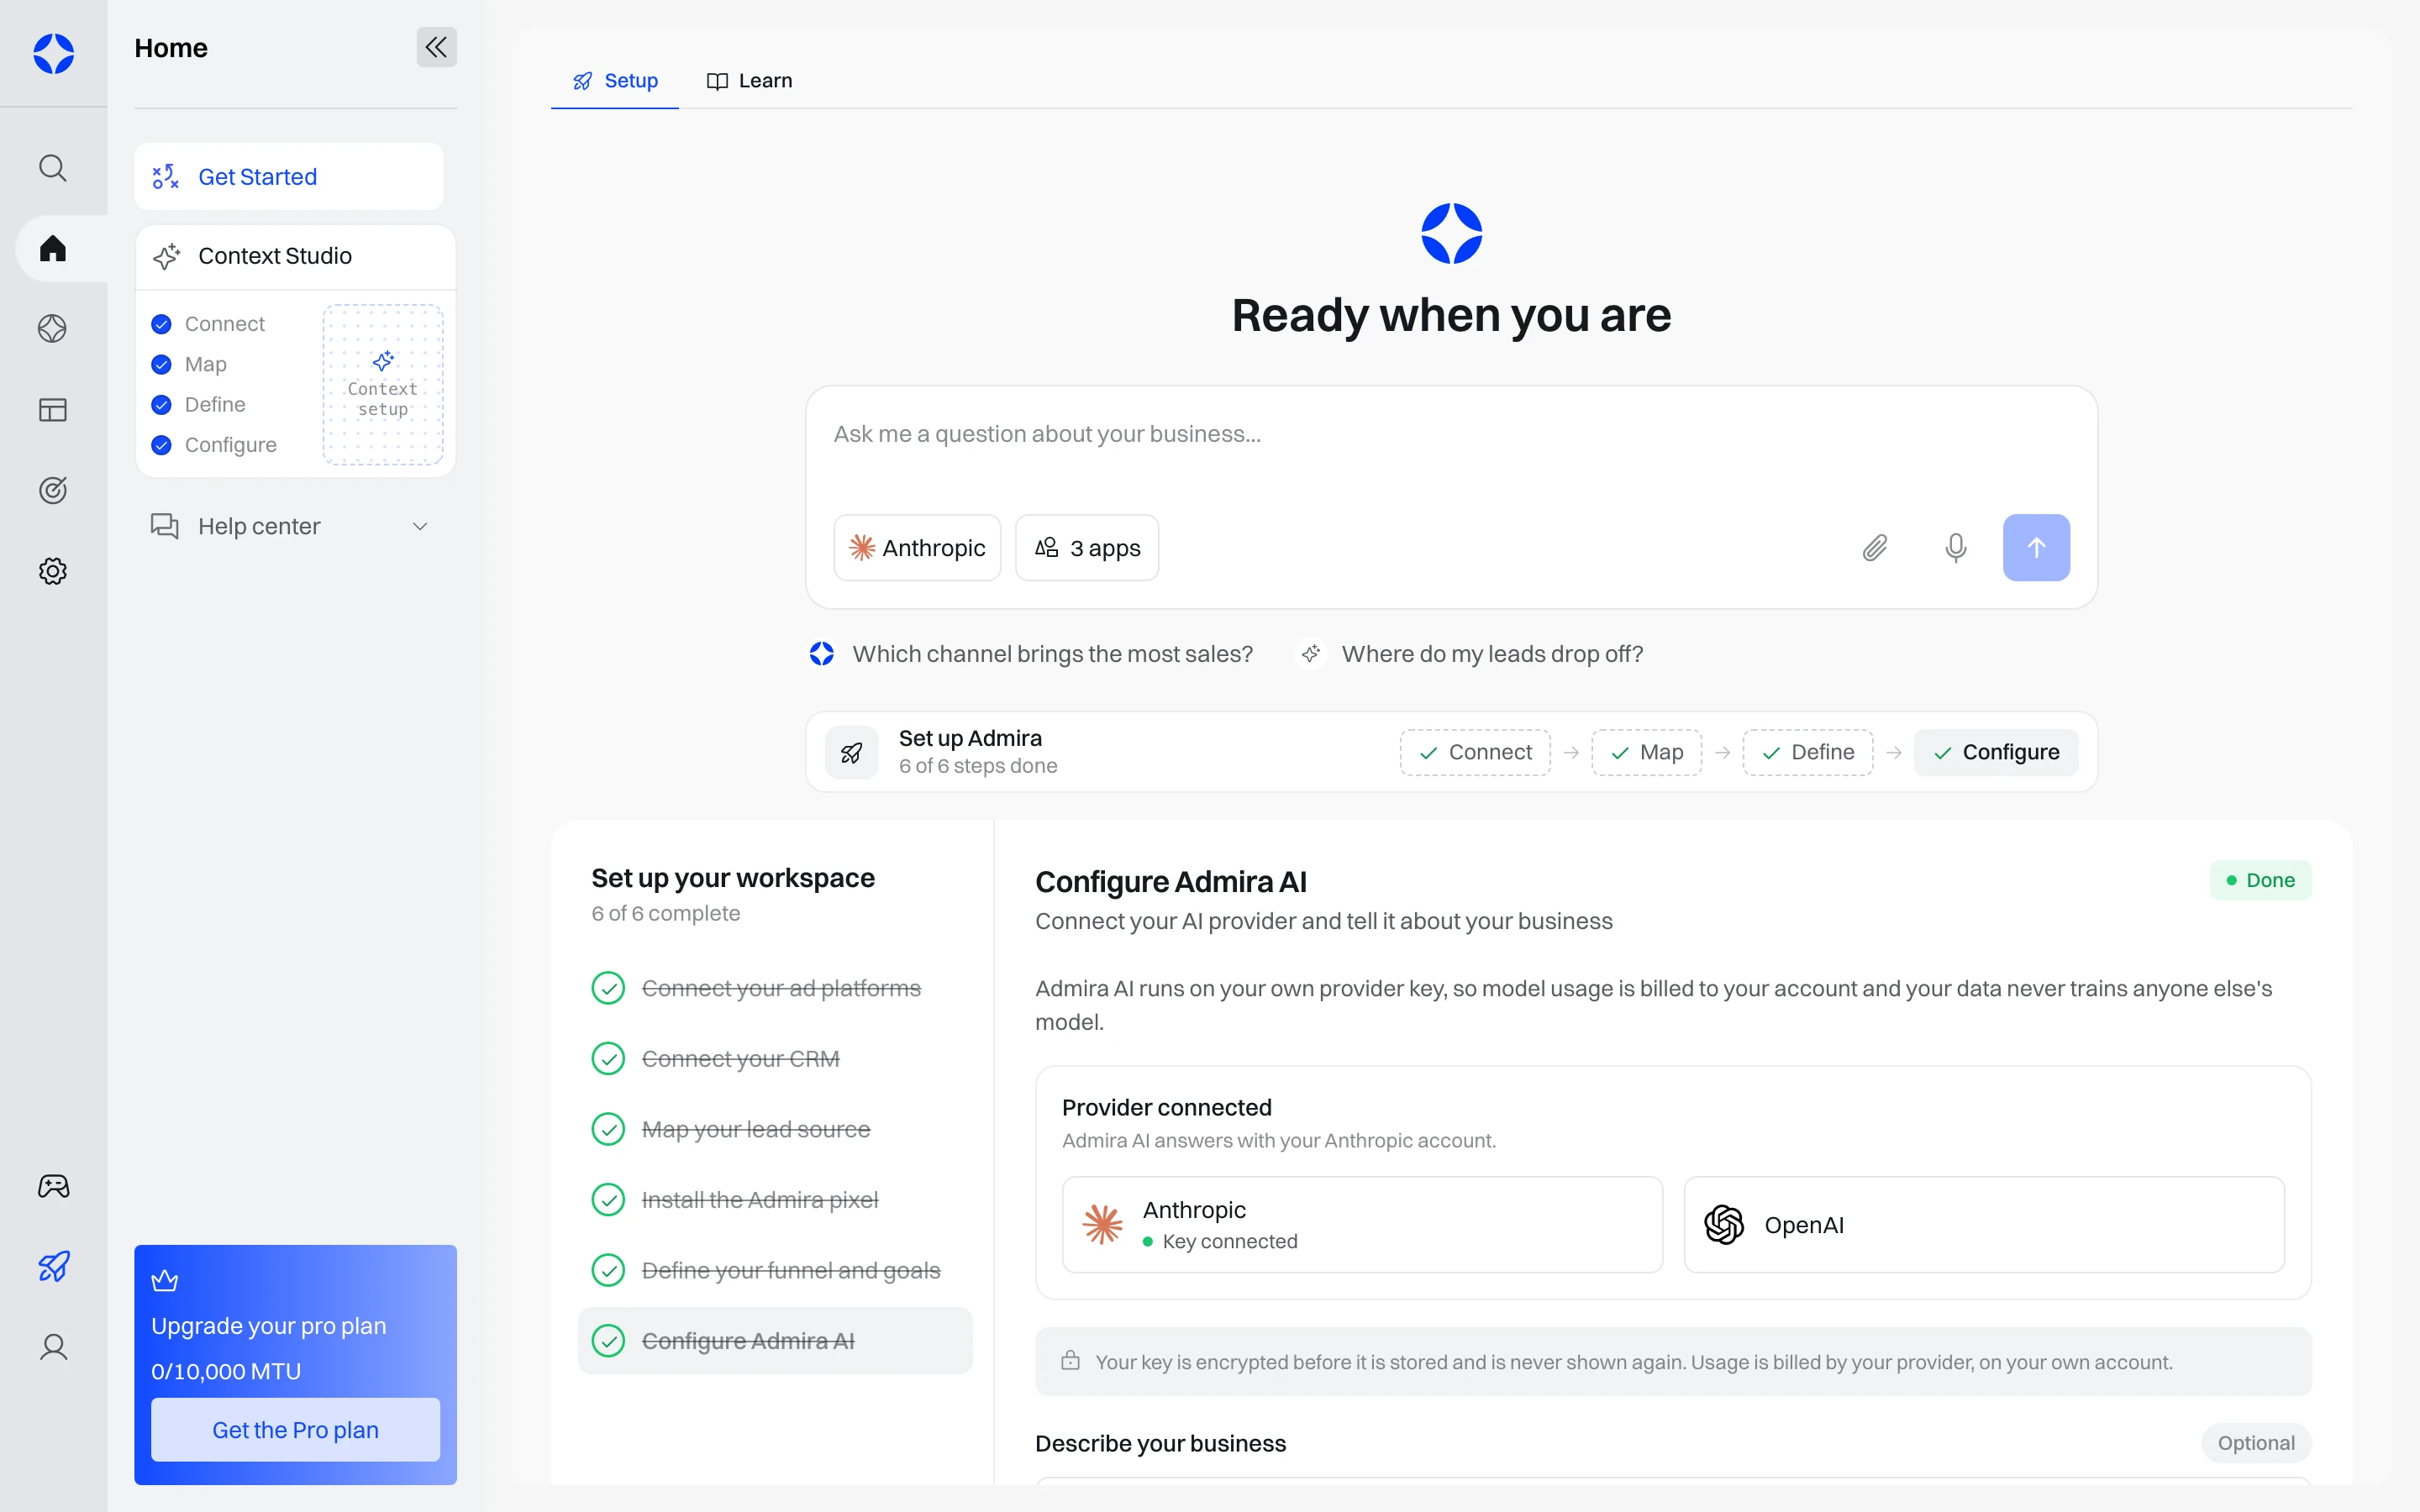 Home
Get Started
Context Studio
Connect
Map
Define
Configure
Context
setup
Help center
Upgrade your pro plan
0/10,000 MTU
Get the Pro plan
Setup
Learn
Ready when you are
Ask me a question about your business...
Anthropic
3 apps
Which channel brings the most sales?
Where do my leads drop off?
Set up Admira
6 of 6 steps done
Connect
Map
Define
Configure
Set up your workspace
6 of 6 complete
Connect your ad platforms
Connect your CRM
Map your lead source
Install the Admira pixel
Define your funnel and goals
Configure Admira AI
Configure Admira AI
Done
Connect your AI provider and tell it about your business
Admira AI runs on your own provider key, so model usage is billed to your account and your data never trains anyone else's
model.
Provider connected
Admira AI answers with your Anthropic account.
Anthropic
Key connected
OpenAI
Your key is encrypted before it is stored and is never shown again. Usage is billed by your provider, on your own account.
Describe your business
Optional